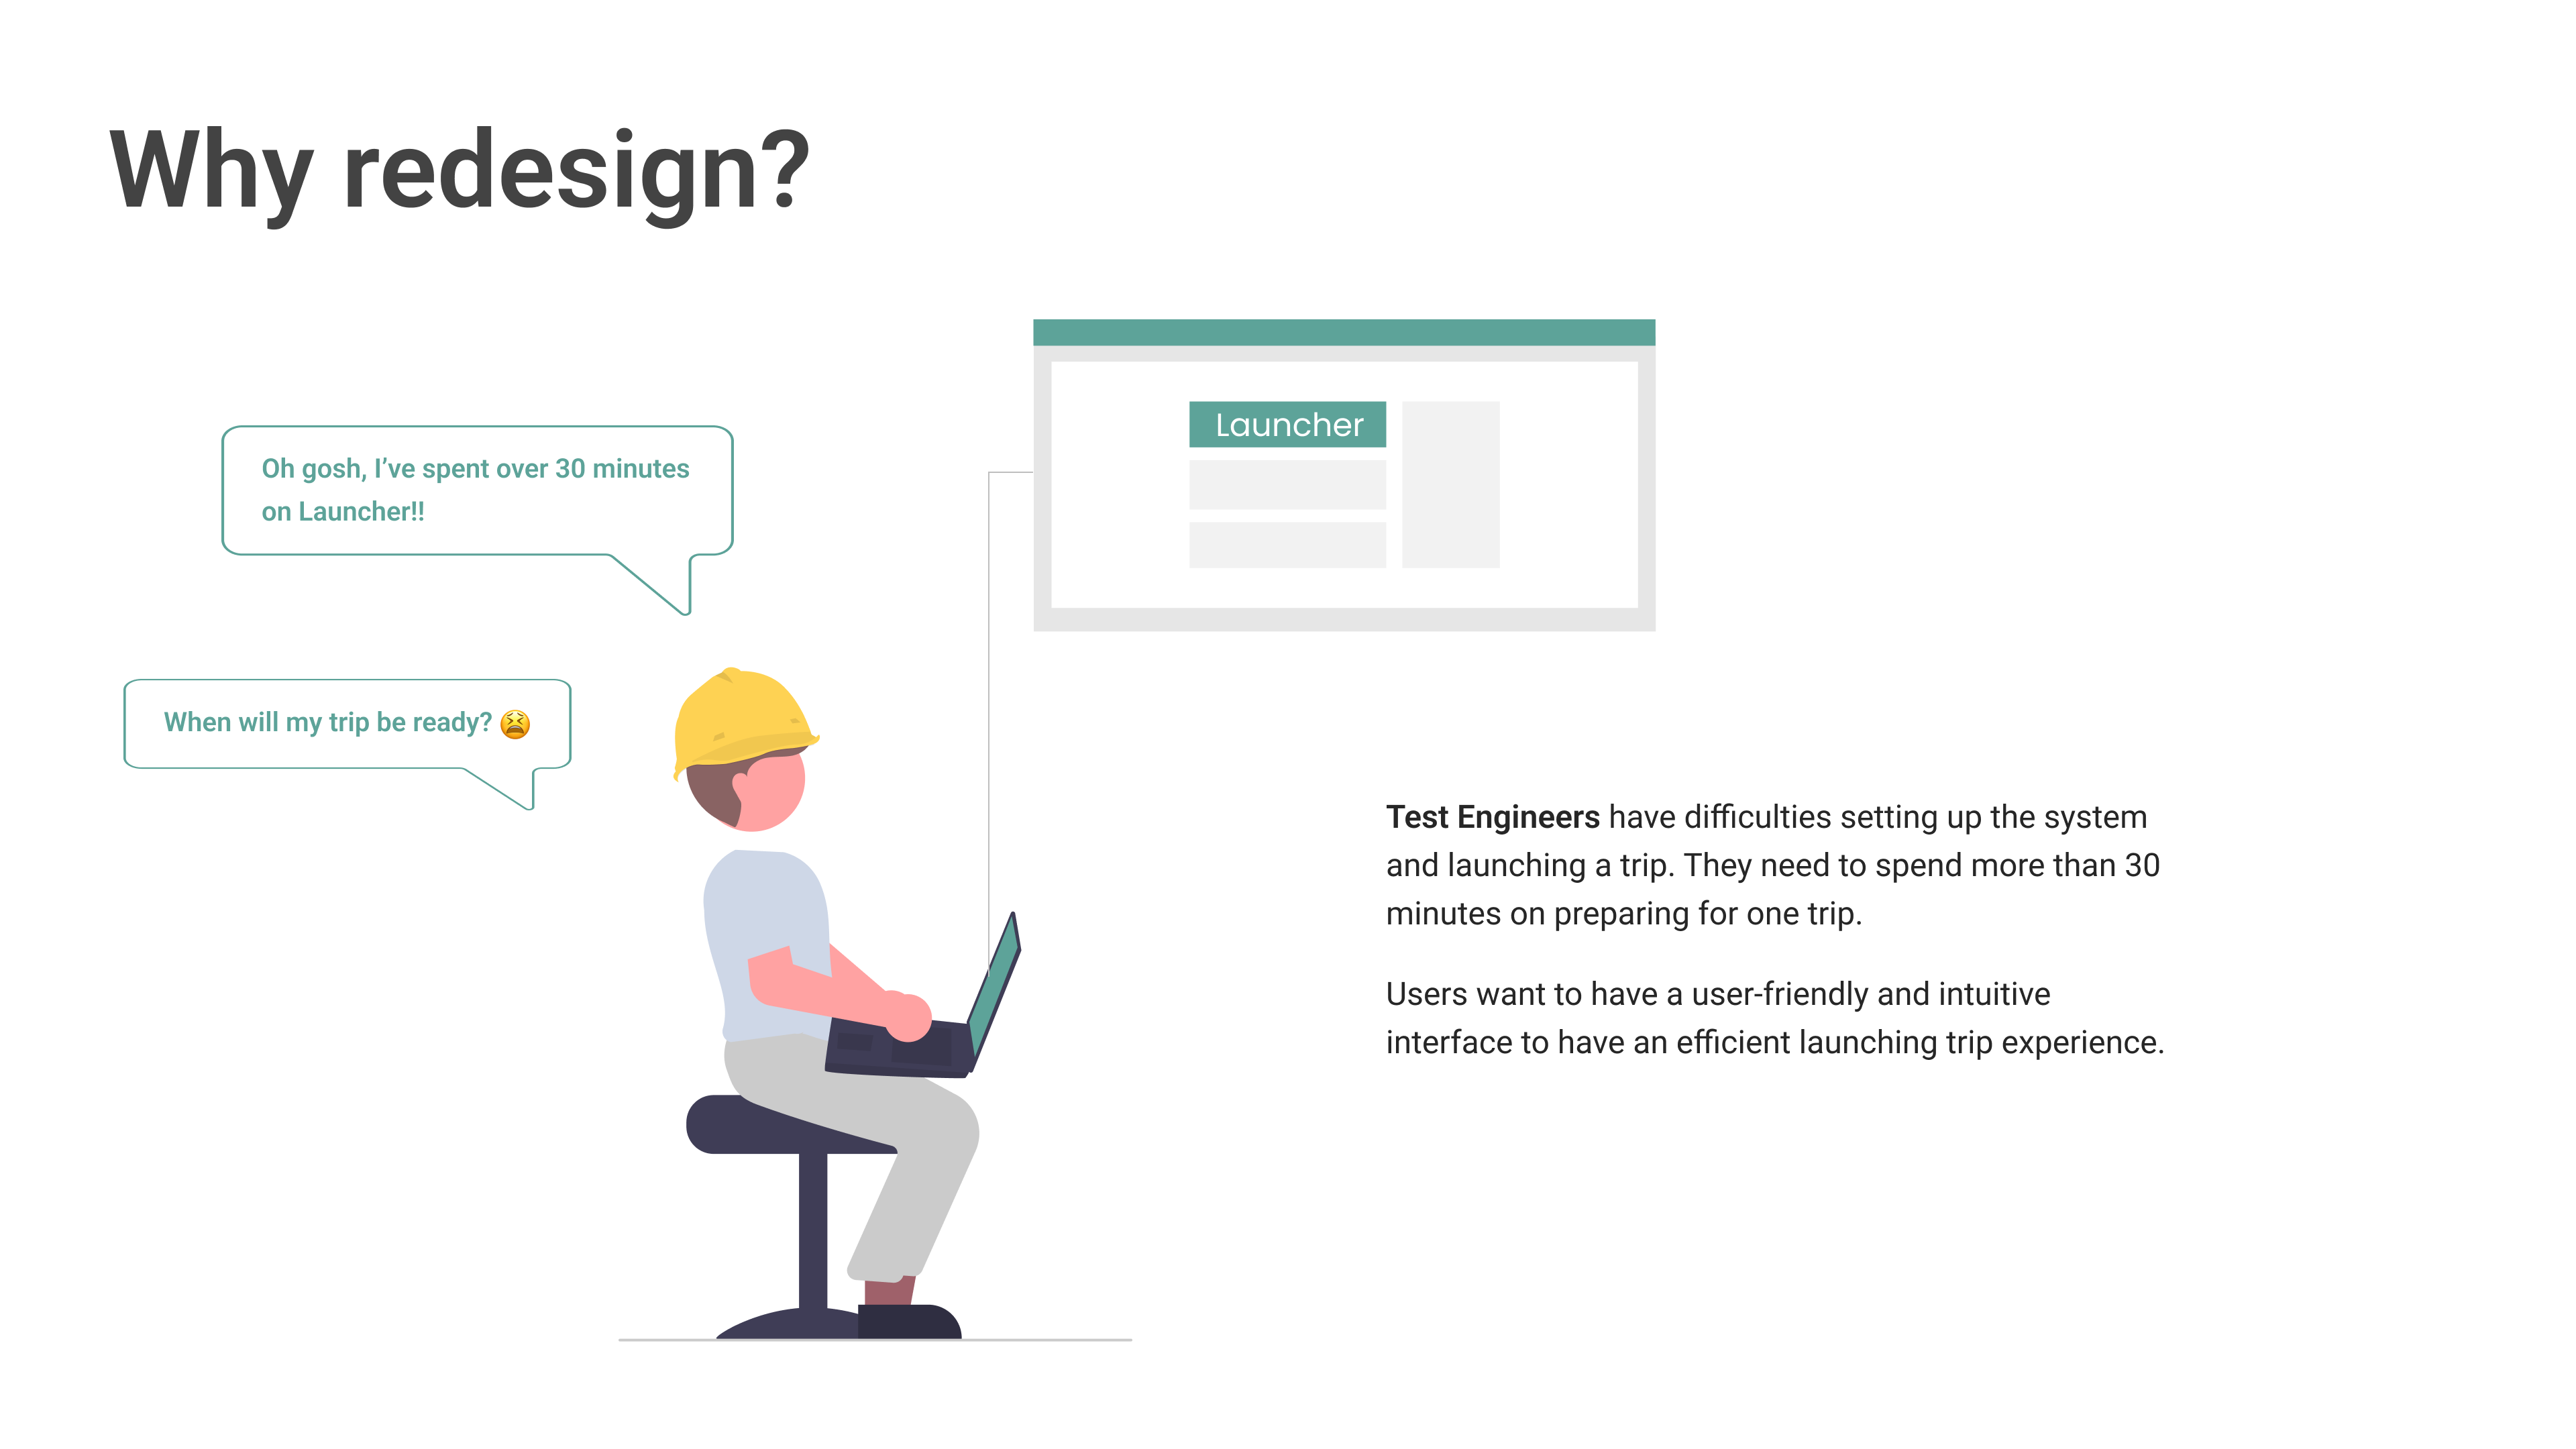 Why redesign?
Launcher
Oh gosh, I’ve spent over 30 minutes
on Launcher!!
When will my trip be ready? 😫
Test Engineers have difficulties setting up the system
and launching a trip. They need to spend more than 30
minutes on preparing for one trip.
Users want to have a user-friendly and intuitive
interface to have an efficient launching trip experience.